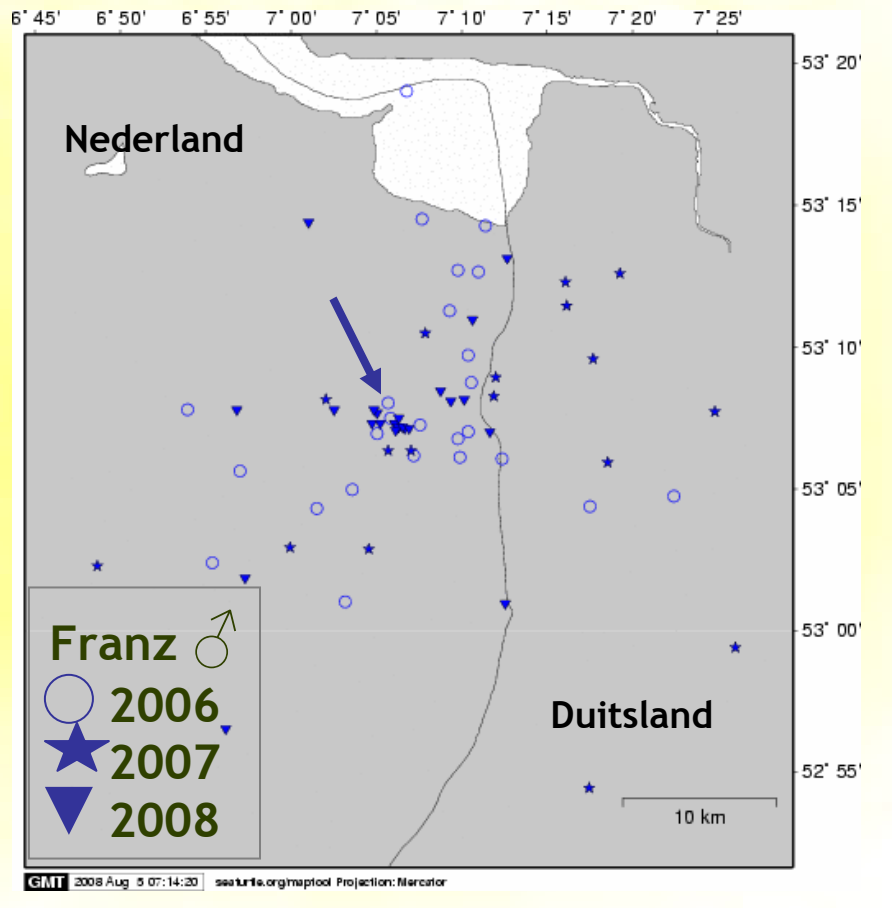 6° 45' 6° 50' 6° 55' 7° 00' 7° 05' 7° 10' 7° 15' 7° 20' 7° 25'
53° 20'
Nederland
53° 15'
53° 10'
53° 05'
53° 00'
Franz ♂
2006
2007
2008
Duitsland
52° 55'
10 km
GMT 2008 Aug 5 07:14:20 seaturtle.org/maptool Projection: Mercator